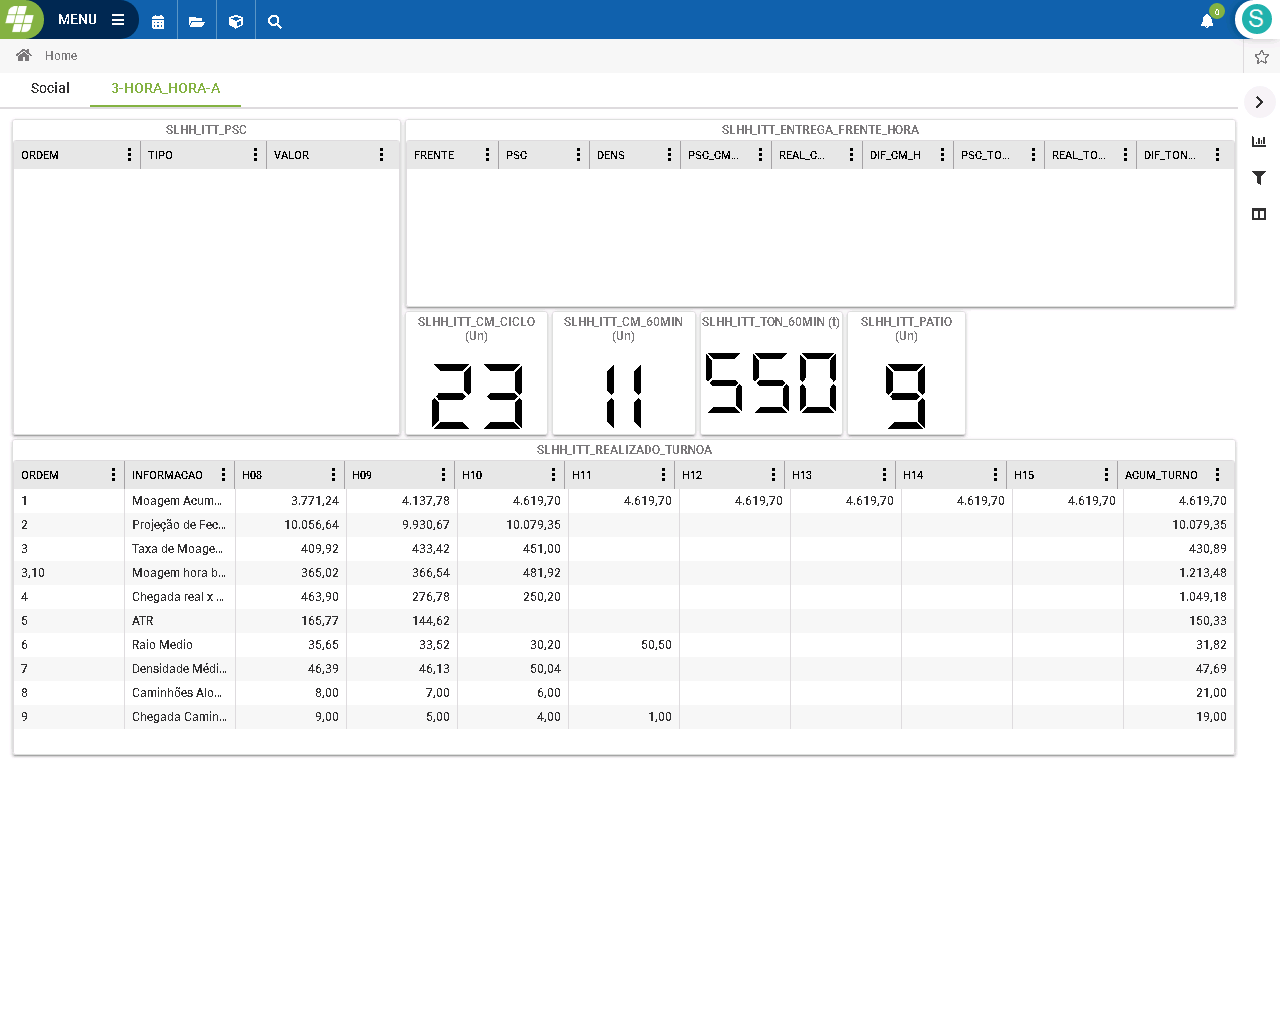 MENU
0
S
Home
Social
3-HORA_HORA-A
SLHH_ITT_PSC
ORDEM TIPO VALOR
SLHH_ITT_ENTREGA_FRENTE_HORA
FRENTE PSC DENS PSC_CM... REAL_C... DIF_CM_H PSC_TO... REAL_TO... DIF_TON...
SLHH_ITT_CM_CICLO
(Un)
23
SLHH_ITT_CM_60MIN
(Un)
11
SLHH_ITT_TON_60MIN (t)
550
SLHH_ITT_PATIO
(Un)
9
SLHH_ITT_REALIZADO_TURNOA
ORDEM INFORMACAO H08 H09 H10 H11 H12 H13 H14 H15 ACUM_TURNO
1 Moagem Acum... 3.771,24 4.137,78 4.619,70 4.619,70 4.619,70 4.619,70 4.619,70 4.619,70 4.619,70
2 Projeção de Fec... 10.056,64 9.930,67 10.079,35 10.079,35
3 Taxa de Moage... 409,92 433,42 451,00 430,89
3,10 Moagem hora b... 365,02 366,54 481,92 1.213,48
4 Chegada real x ... 463,90 276,78 250,20 1.049,18
5 ATR 165,77 144,62 150,33
6 Raio Medio 35,65 33,52 30,20 50,50 31,82
7 Densidade Médi... 46,39 46,13 50,04 47,69
8 Caminhões Alo... 8,00 7,00 6,00 21,00
9 Chegada Camin... 9,00 5,00 4,00 1,00 19,00